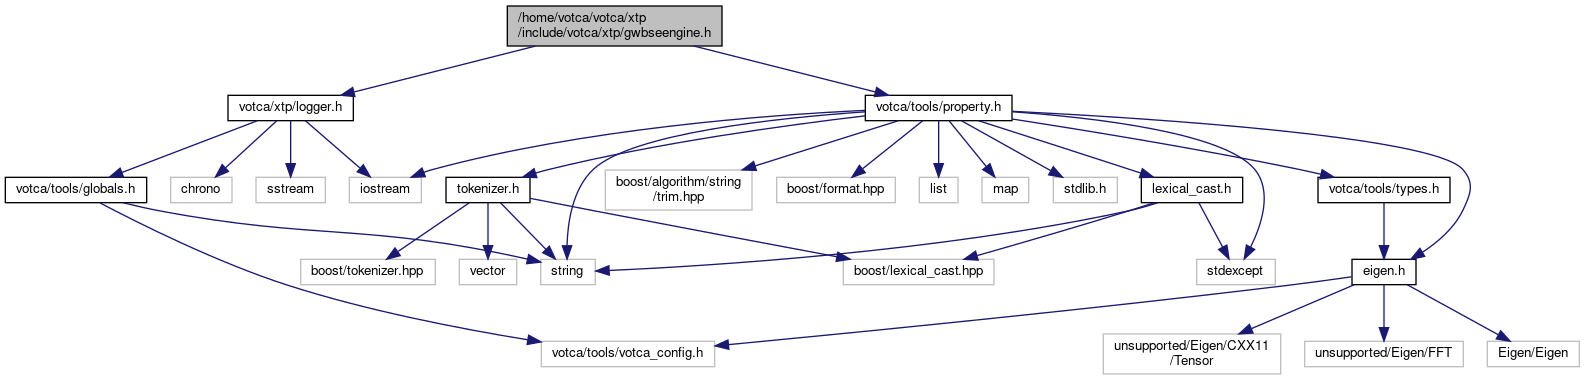 /home/votca/votca/xtp
/include/votca/xtp/gwbseengine.h
votca/xtp/logger.h
votca/tools/property.h
votca/tools/globals.h
chrono
sstream
iostream
tokenizer.h
boost/algorithm/string
/trim.hpp
boost/format.hpp
list
map
stdlib.h
lexical_cast.h
votca/tools/types.h
boost/tokenizer.hpp
vector
string
boost/lexical_cast.hpp
stdexcept
eigen.h
votca/tools/votca_config.h
unsupported/Eigen/CXX11
/Tensor
unsupported/Eigen/FFT
Eigen/Eigen